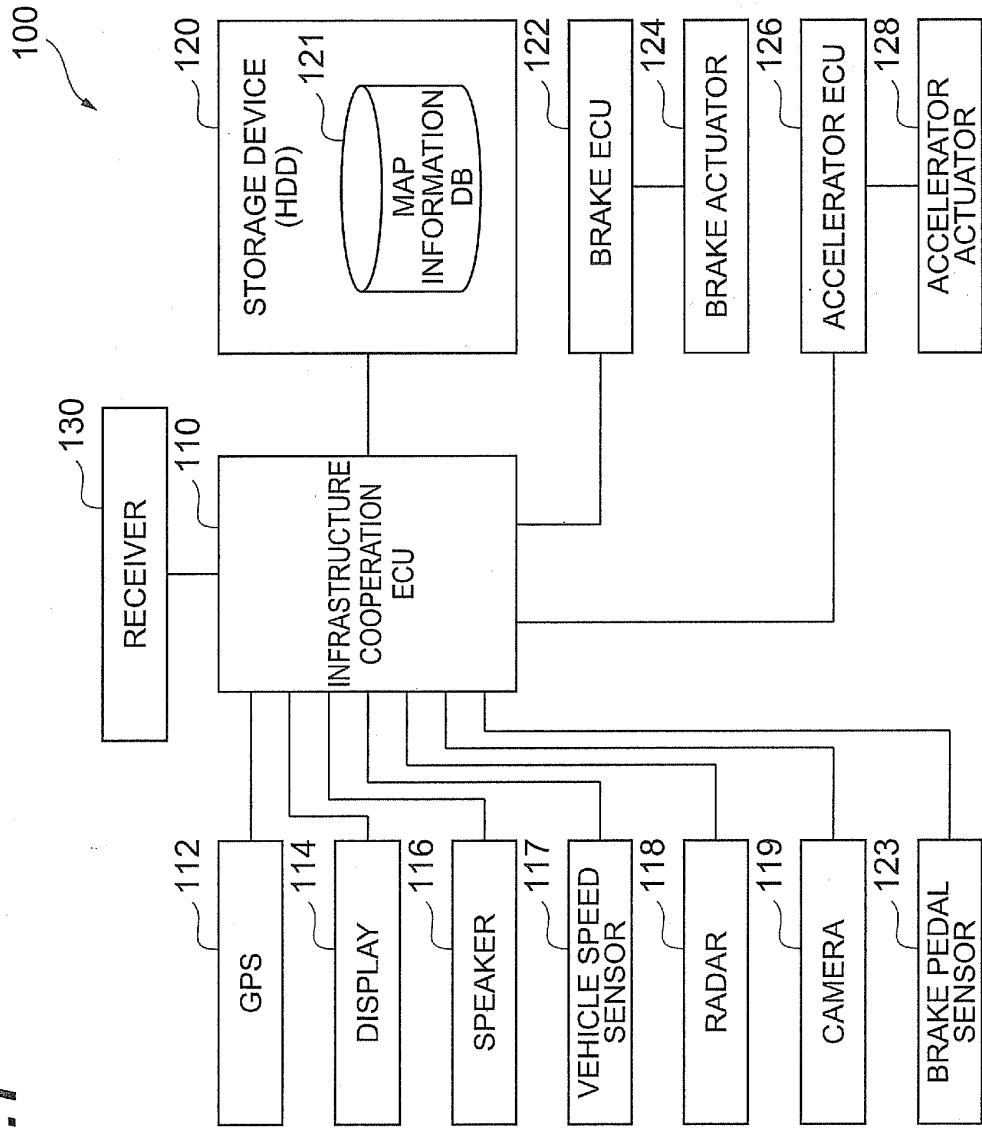 100
130
RECEIVER
112
GPS
114
DISPLAY
116
SPEAKER
117
VEHICLE SPEED
SENSOR
118
RADAR
119
CAMERA
123
BRAKE PEDAL
SENSOR
110
INFRASTRUCTURE
COOPERATION
ECU
120
STORAGE DEVICE
(HDD)
121
MAP
INFORMATION
DB
122
BRAKE ECU
124
BRAKE ACTUATOR
126
ACCELERATOR ECU
128
ACCELERATOR
ACTUATOR